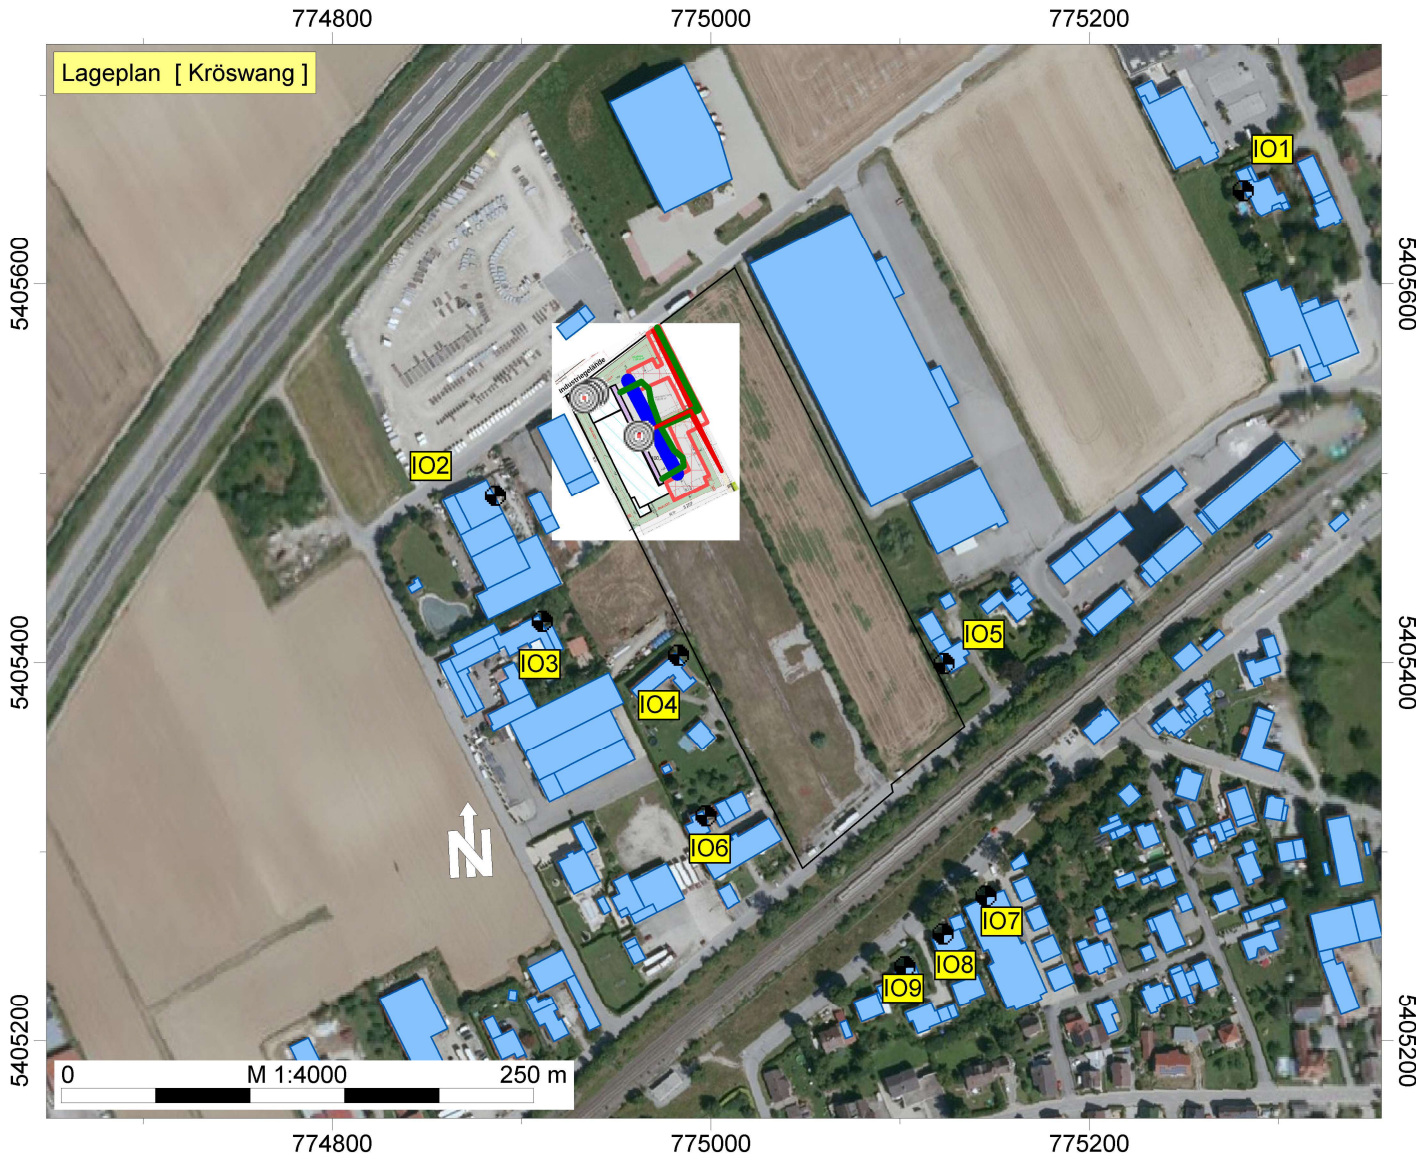 774800 775000 775200
Lageplan [ Kröswang ]
IO1
5405600 5405600
Industriegelände
IO2
IO5
5405400 5405400
IO3
IO4
N
IO6
IO7
IO8
IO9
5405200 5405200
0 M 1:4000 250 m
774800 775000 775200